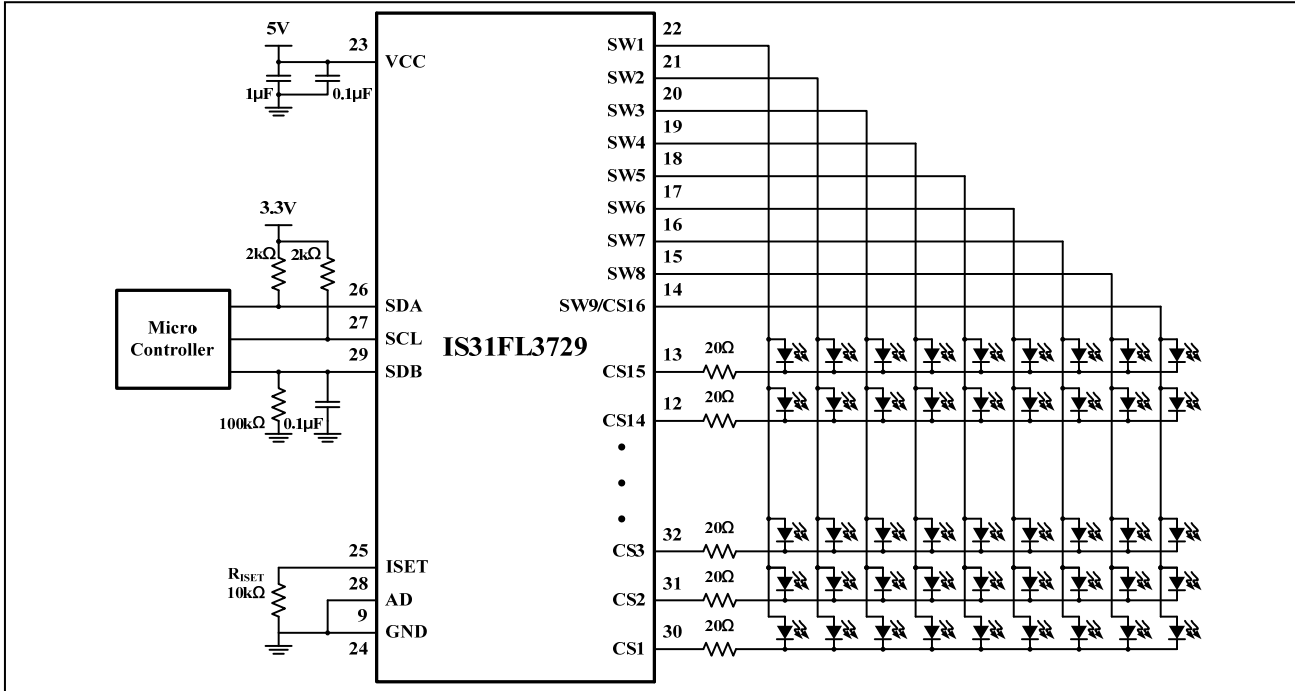 5V
23
VCC
1µF
0.1µF
3.3V
2kΩ
2kΩ
Micro
Controller
26
SDA
27
SCL
29
SDB
100kΩ
0.1µF
25
ISET
RISET
10kΩ
28
AD
9
GND
24
IS31FL3729
22
SW1
21
SW2
20
SW3
19
SW4
18
SW5
17
SW6
16
SW7
15
SW8
14
SW9/CS16
13
20Ω
CS15
12
20Ω
CS14
32
20Ω
CS3
31
20Ω
CS2
30
20Ω
CS1